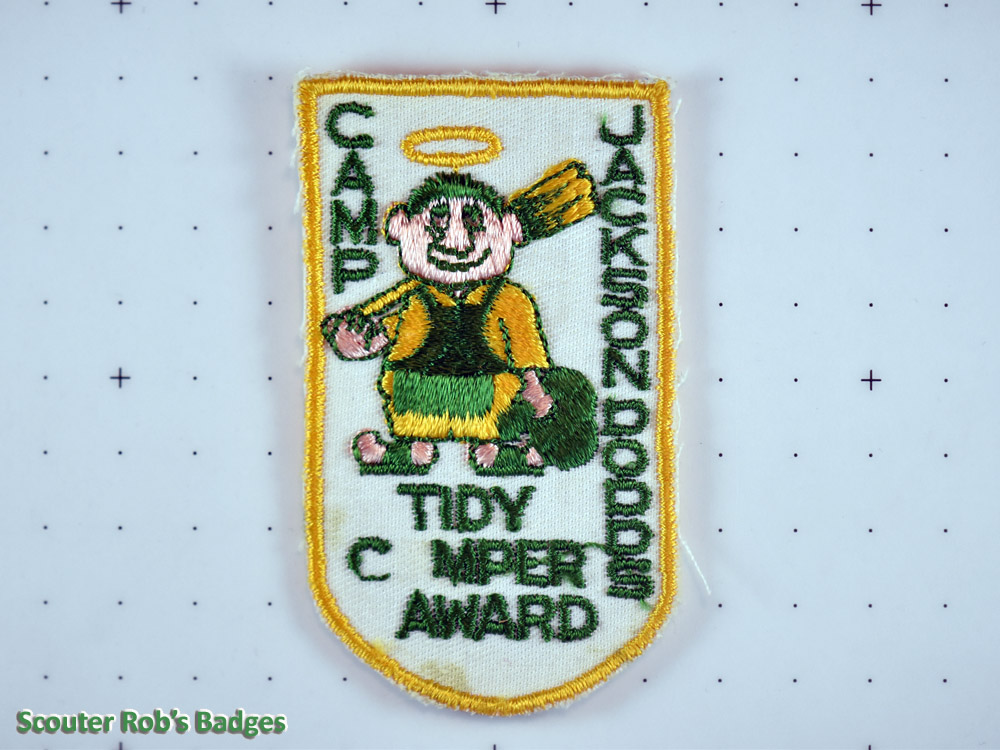 CAMP
JACKSON DODDS
TIDY
C MPER
AWARD
Scouter Rob's Badges